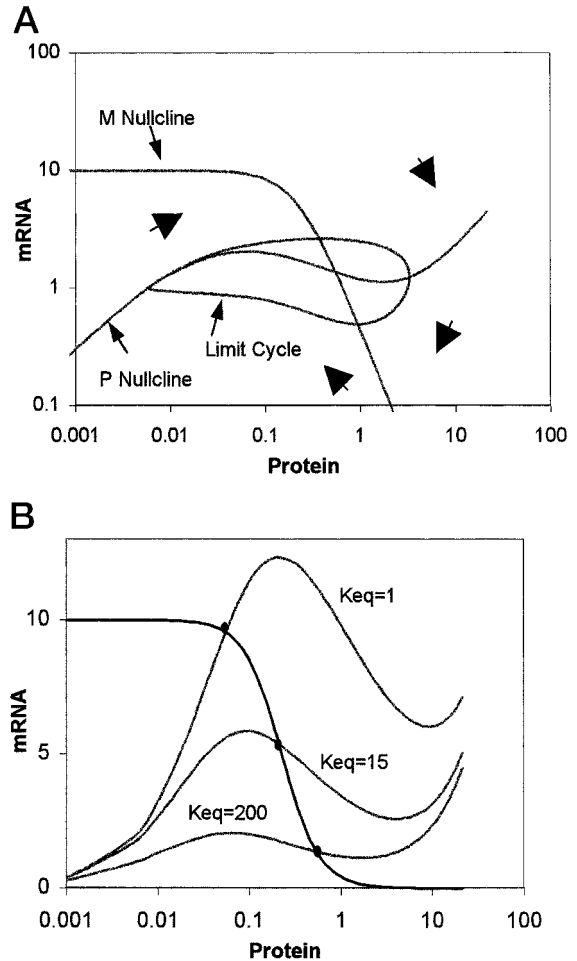 A
100
M Nullcline
10
mRNA
1
Limit Cycle
P Nullcline
0.1
0.001 0.01 0.1 1 10 100
Protein
B
Keq=1
10
mRNA
5
Keq=15
Keq=200
0
0.001 0.01 0.1 1 10 100
Protein